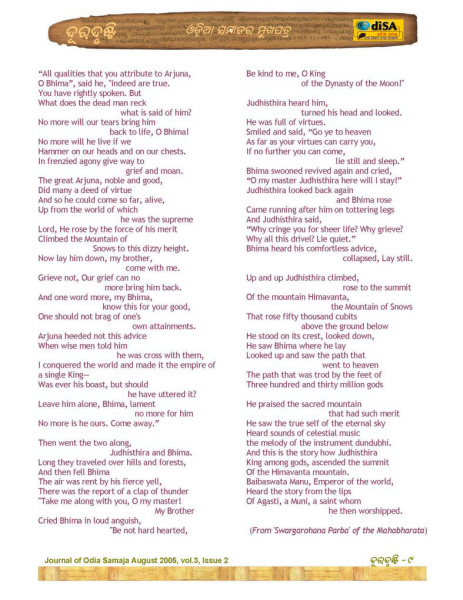 ଦୂରଦୃଷ୍ଟି
ଓଡ଼ିଆ ସମାଜର ମୁଖପତ୍ର
diSA
"All qualities that you attribute to Arjuna,
O Bhima", said he, "indeed are true.
You have rightly spoken. But
What does the dead man reck
what is said of him?
No more will our tears bring him
back to life, O Bhima!
No more will he live if we
Hammer on our heads and on our chests.
In frenzied agony give way to
grief and moan.
The great Arjuna, noble and good,
Did many a deed of virtue
And so he could come so far, alive,
Up from the world of which
he was the supreme
Lord, He rose by the force of his merit
Climbed the Mountain of
Snows to this dizzy height.
Now lay him down, my brother,
come with me.
Grieve not, Our grief can no
more bring him back.
And one word more, my Bhima,
know this for your good,
One should not brag of one's
own attainments.
Arjuna heeded not this advice
When wise men told him
he was cross with them,
I conquered the world and made it the empire of
a single King—
Was ever his boast, but should
he have uttered it?
Leave him alone, Bhima, lament
no more for him
No more is he ours. Come away."
Then went the two along,
Judhisthira and Bhima.
Long they traveled over hills and forests,
And then fell Bhima
The air was rent by his fierce yell,
There was the report of a clap of thunder
"Take me along with you, O my master!
My Brother
Cried Bhima in loud anguish,
"Be not hard hearted,
Be kind to me, O King
of the Dynasty of the Moon!"
Judhisthira heard him,
turned his head and looked.
He was full of virtues.
Smiled and said, "Go ye to heaven
As far as your virtues can carry you,
If no further you can come,
lie still and sleep."
Bhima swooned revived again and cried,
"O my master Judhisthira here will I stay!"
Judhisthira looked back again
and Bhima rose
Came running after him on tottering legs
And Judhisthira said,
"Why cringe you for sheer life? Why grieve?
Why all this drivel? Lie quiet."
Bhima heard his comfortless advice,
collapsed, Lay still.
Up and up Judhisthira climbed,
rose to the summit
Of the mountain Himavanta,
the Mountain of Snows
That rose fifty thousand cubits
above the ground below
He stood on its crest, looked down,
He saw Bhima where he lay
Looked up and saw the path that
went to heaven
The path that was trod by the feet of
Three hundred and thirty million gods
He praised the sacred mountain
that had such merit
He saw the true self of the eternal sky
Heard sounds of celestial music
the melody of the instrument dundubhi.
And this is the story how Judhisthira
King among gods, ascended the summit
Of the Himavanta mountain.
Baibaswata Manu, Emperor of the world,
Heard the story from the lips
Of Agasti, a Muni, a saint whom
he then worshipped.
(From 'Swargarohana Parba' of the Mahabharata)
Journal of Odia Samaja August 2005, vol.3, Issue 2
ଦୂରଦୃଷ୍ଟି - ୯